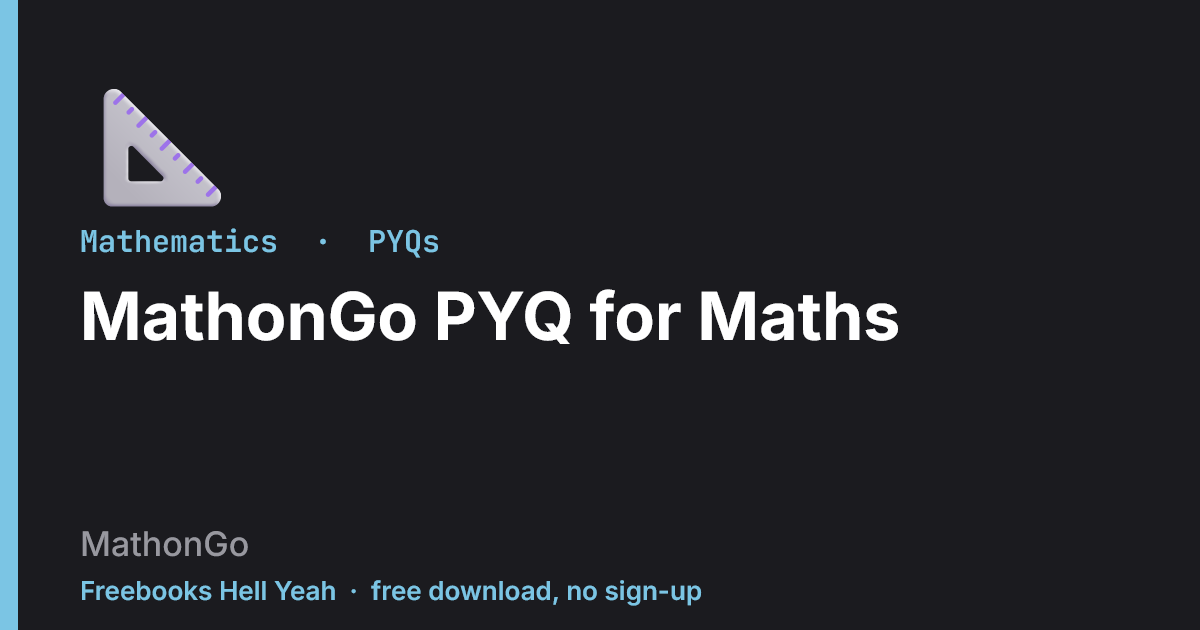 Mathematics · PYQs
MathonGo PYQ for Maths
MathonGo
Freebooks Hell Yeah · free download, no sign-up